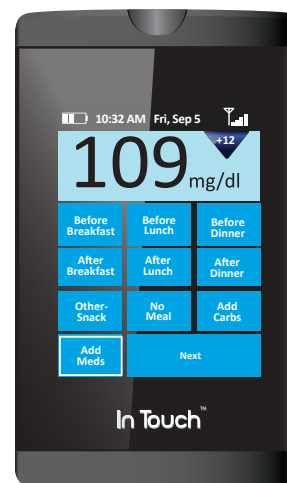 10:32 AM Fri, Sep 5
+12
109 mg/dl
Before Breakfast
Before Lunch
Before Dinner
After Breakfast
After Lunch
After Dinner
Other-Snack
No Meal
Add Carbs
Add Meds
Next
In Touch™